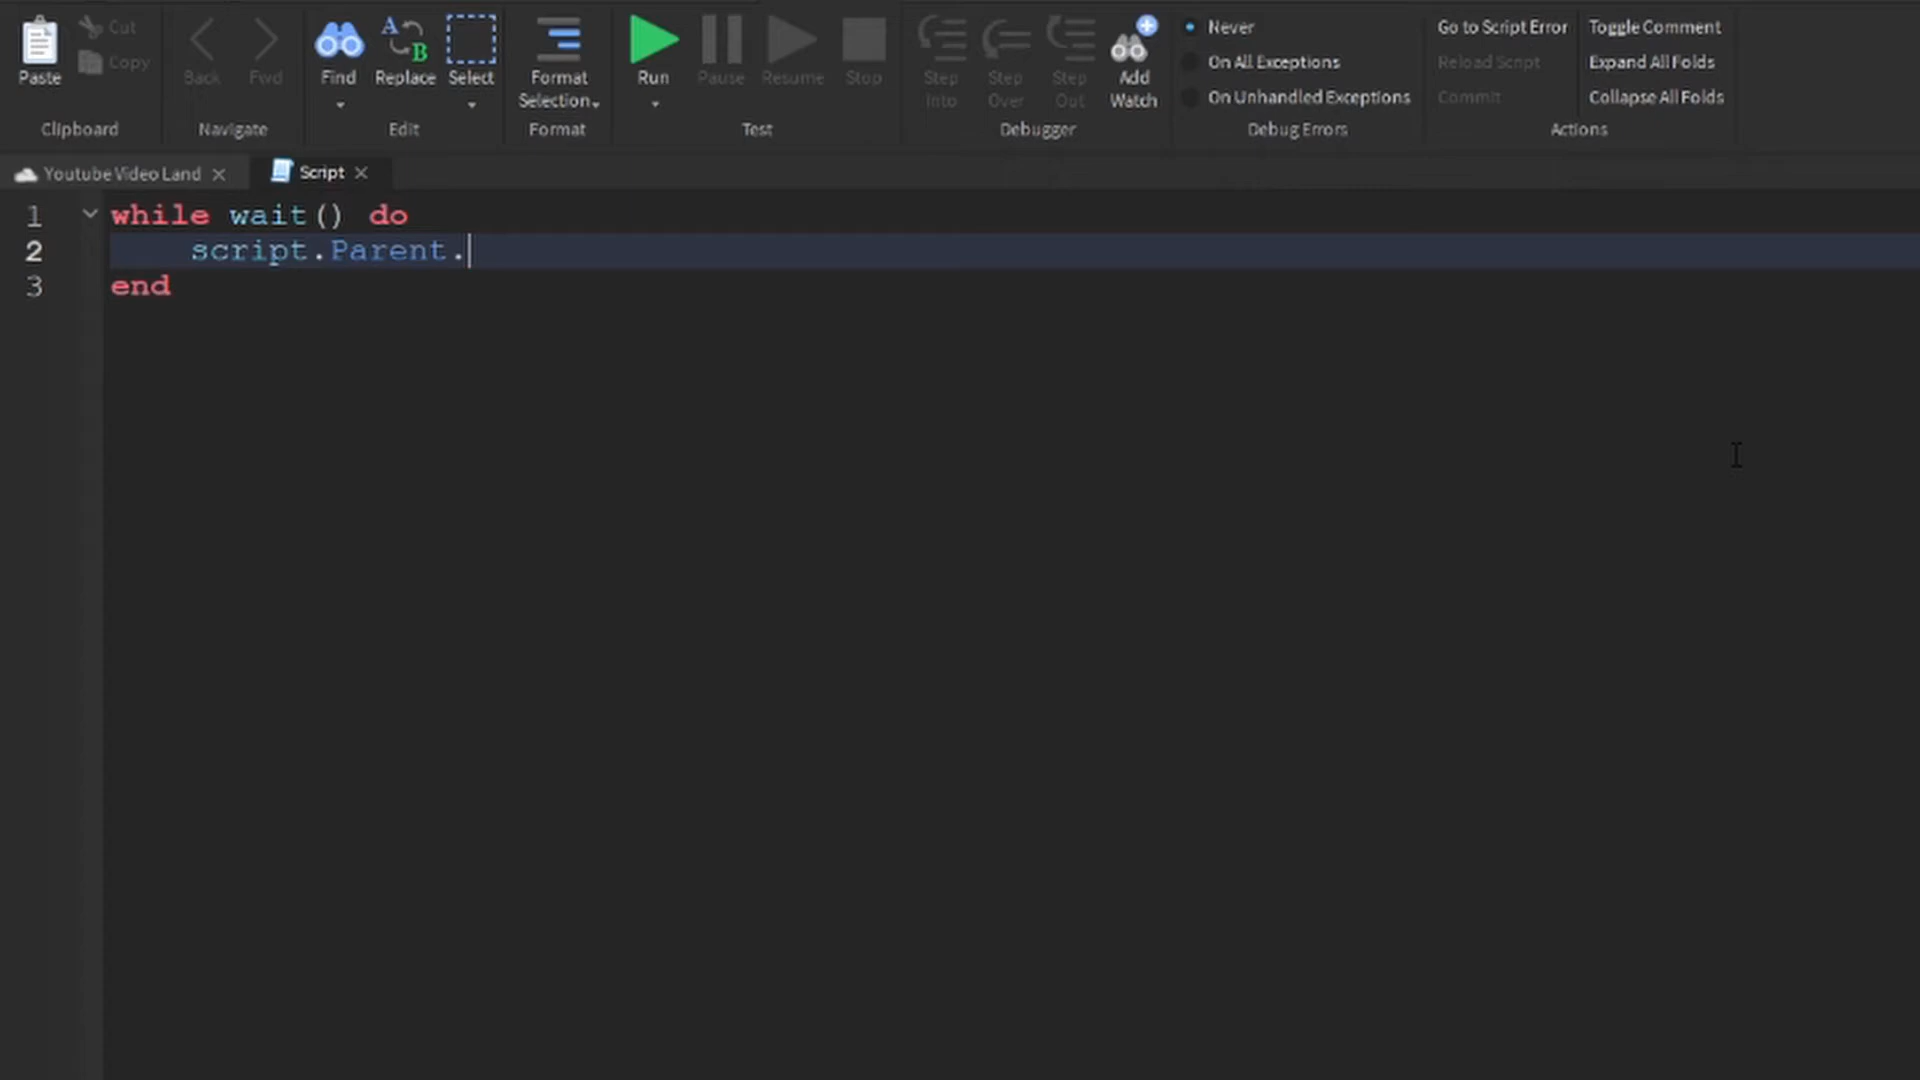 Paste
Cut
Copy
Clipboard
Back
Fwd
Navigate
Find
Replace
Select
Edit
Format
Selection
Format
Run
Pause
Resume
Stop
Test
Step
Into
Step
Over
Step
Out
Add
Watch
Debugger
Never
On All Exceptions
On Unhandled Exceptions
Debug Errors
Go to Script Error
Reload Script
Commit
Toggle Comment
Expand All Folds
Collapse All Folds
Actions
Youtube Video Land
Script
1 while wait() do
2 script.Parent.
3 end